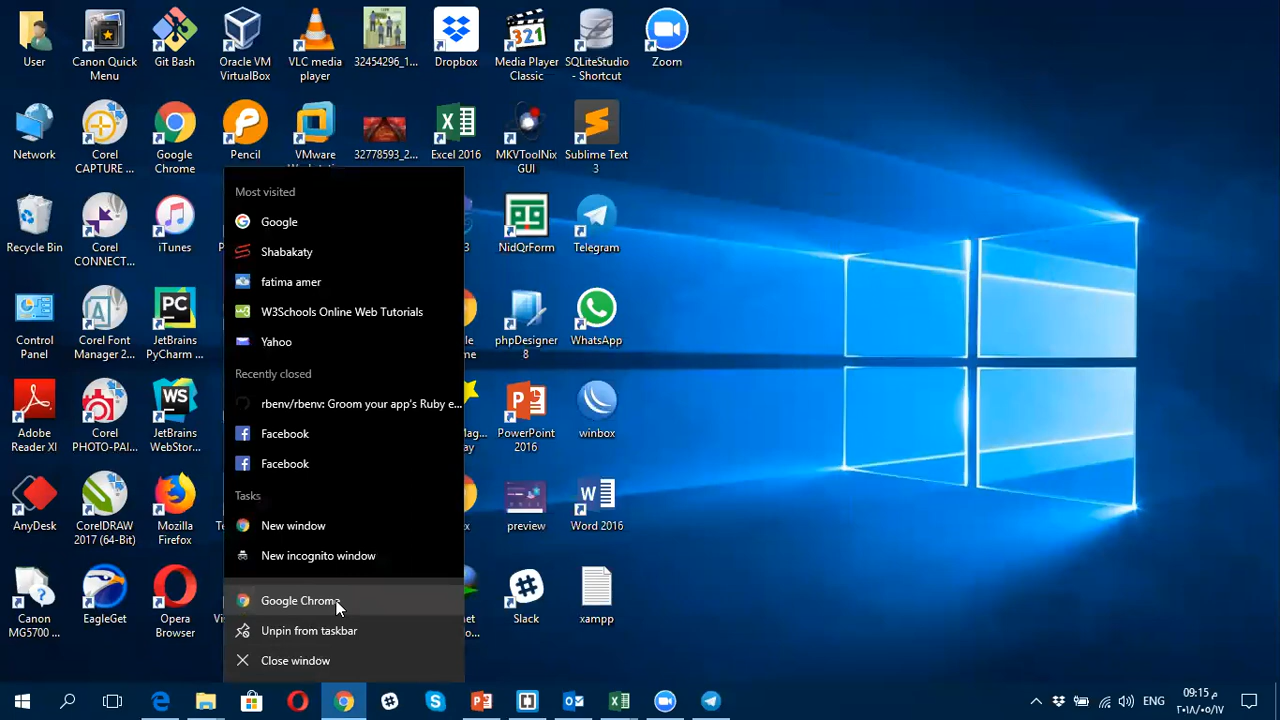 User
Canon Quick
Menu
Git Bash
Oracle VM
VirtualBox
VLC media
player
32454296_1...
Dropbox
Media Player
Classic
SQLiteStudio
- Shortcut
Zoom
Network
Corel
CAPTURE ...
Google
Chrome
Pencil
VMware
32778593_2...
Excel 2016
MKVToolNix
GUI
Sublime Text
3
Recycle Bin
Corel
CONNECT...
iTunes
NidQrForm
Telegram
Control
Panel
Corel Font
Manager 2...
JetBrains
PyCharm ...
phpDesigner
8
WhatsApp
Adobe
Reader XI
Corel
PHOTO-PAI...
JetBrains
WebStor...
PowerPoint
2016
winbox
AnyDesk
CorelDRAW
2017 (64-Bit)
Mozilla
Firefox
preview
Word 2016
Canon
MG5700 ...
EagleGet
Opera
Browser
Slack
xampp
Most visited
Google
Shabakaty
fatima amer
W3Schools Online Web Tutorials
Yahoo
Recently closed
rbenv/rbenv: Groom your app's Ruby e...
Facebook
Facebook
Tasks
New window
New incognito window
Google Chrome
Unpin from taskbar
Close window
ENG
09:15 م
٢٠١٨/٠٥/١٧